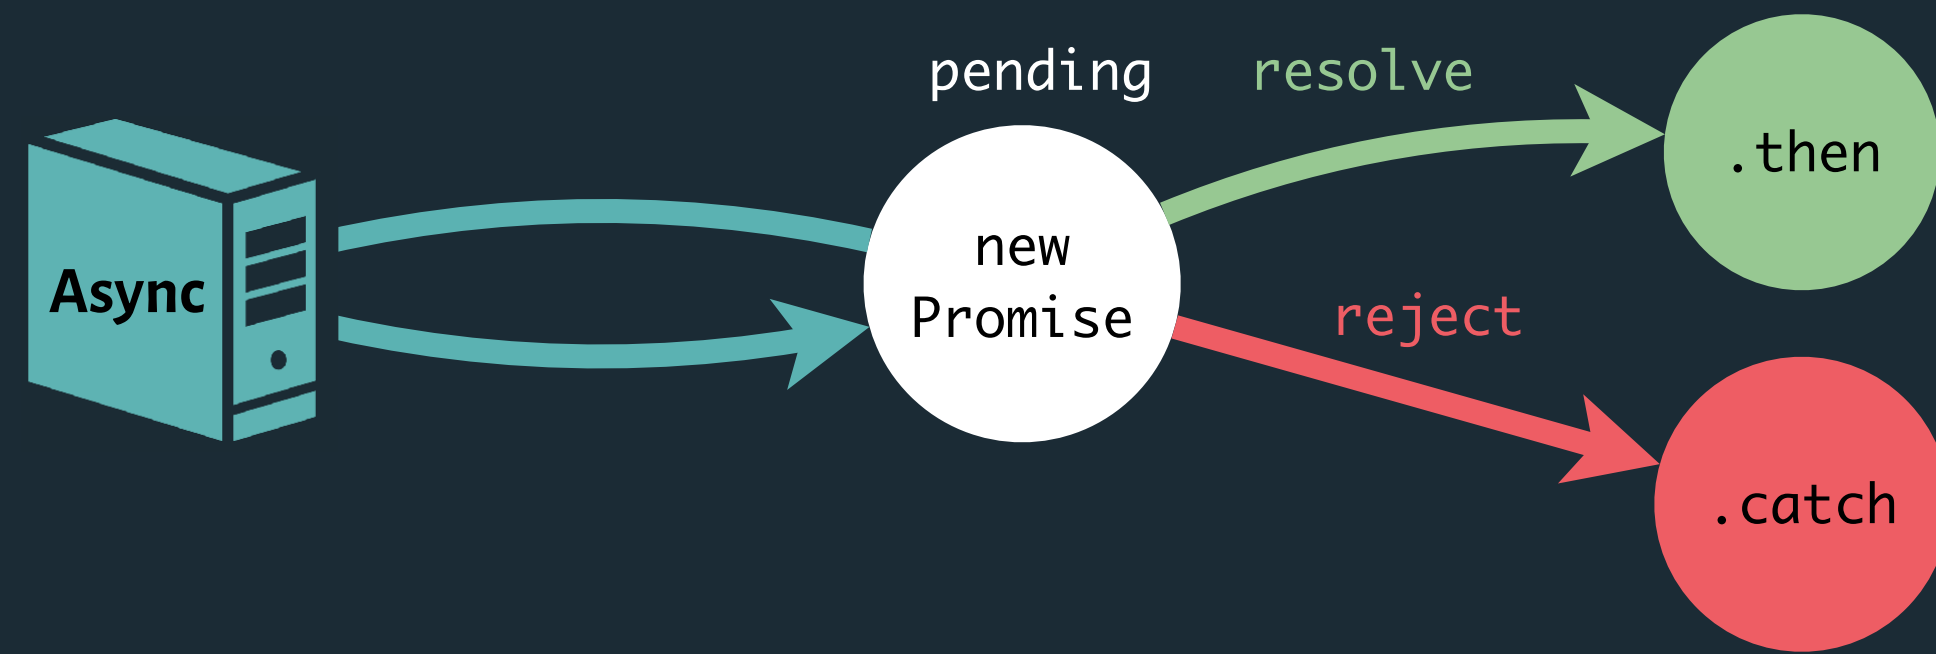 pending
resolve
.then
Async
new
Promise
reject
.catch